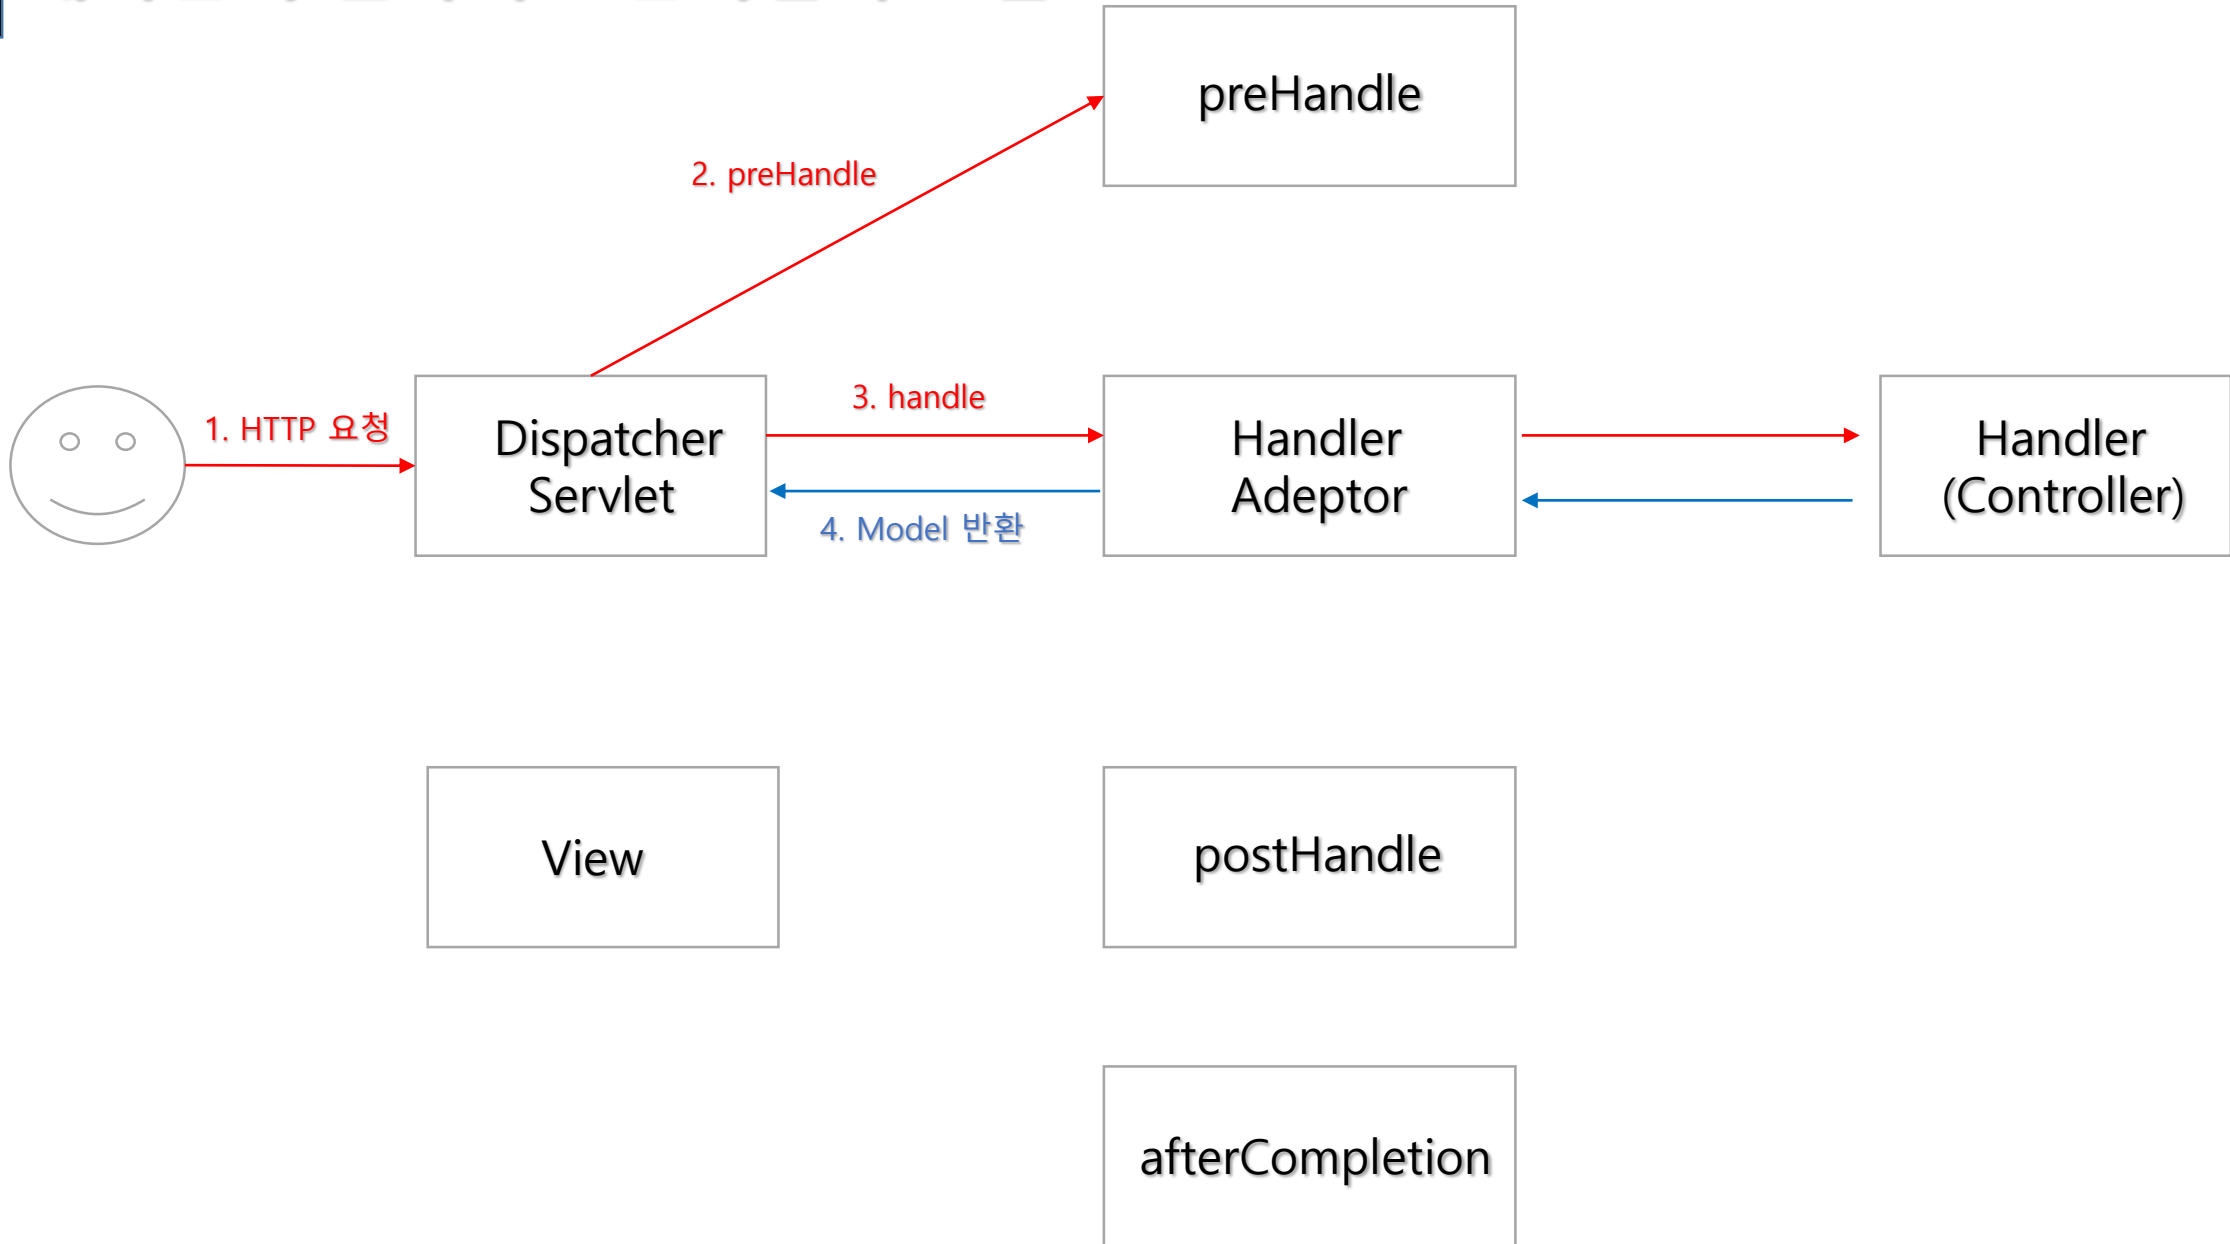 preHandle
2. preHandle
1. HTTP 요청
Dispatcher
Servlet
3. handle
4. Model 반환
Handler
Adeptor
Handler
(Controller)
View
postHandle
afterCompletion